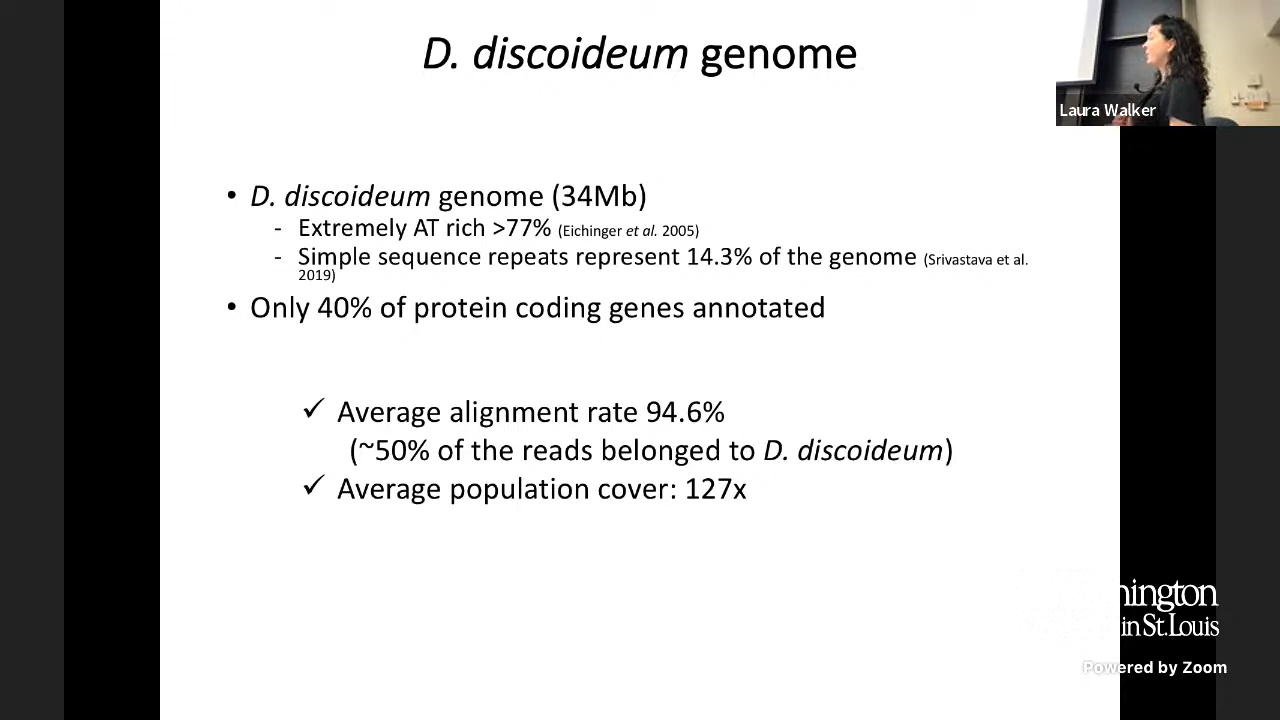 D. discoideum genome
Laura Walker
• D. discoideum genome (34Mb)
- Extremely AT rich >77% (Eichinger et al. 2005)
- Simple sequence repeats represent 14.3% of the genome (Srivastava et al.
2019)
• Only 40% of protein coding genes annotated
✓ Average alignment rate 94.6%
(~50% of the reads belonged to D. discoideum)
✓ Average population cover: 127x
hington
in St.Louis
Powered by Zoom